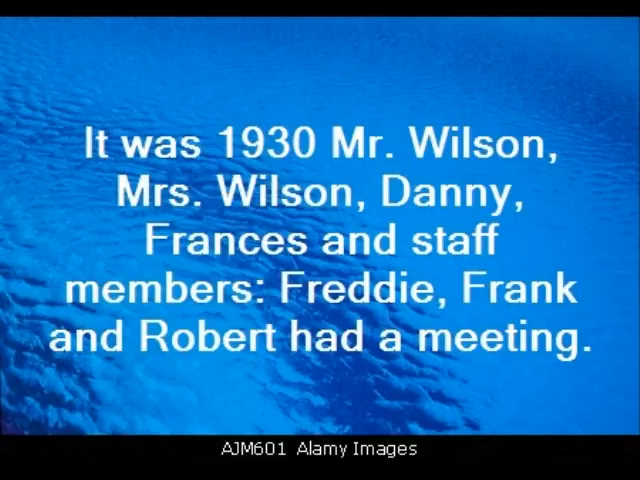 It was 1930 Mr. Wilson,
Mrs. Wilson, Danny,
Frances and staff
members: Freddie, Frank
and Robert had a meeting.
AJM601 Alamy Images